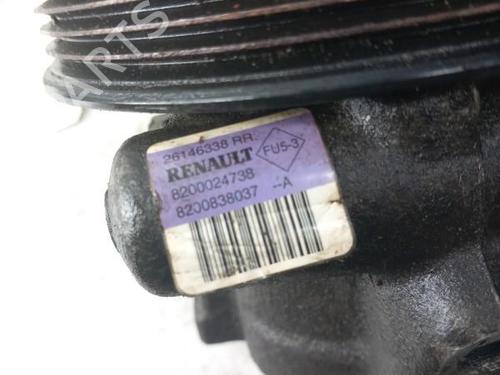 26146338 RR
RENAULT
FU5-3
8200024738
8200838037 --A